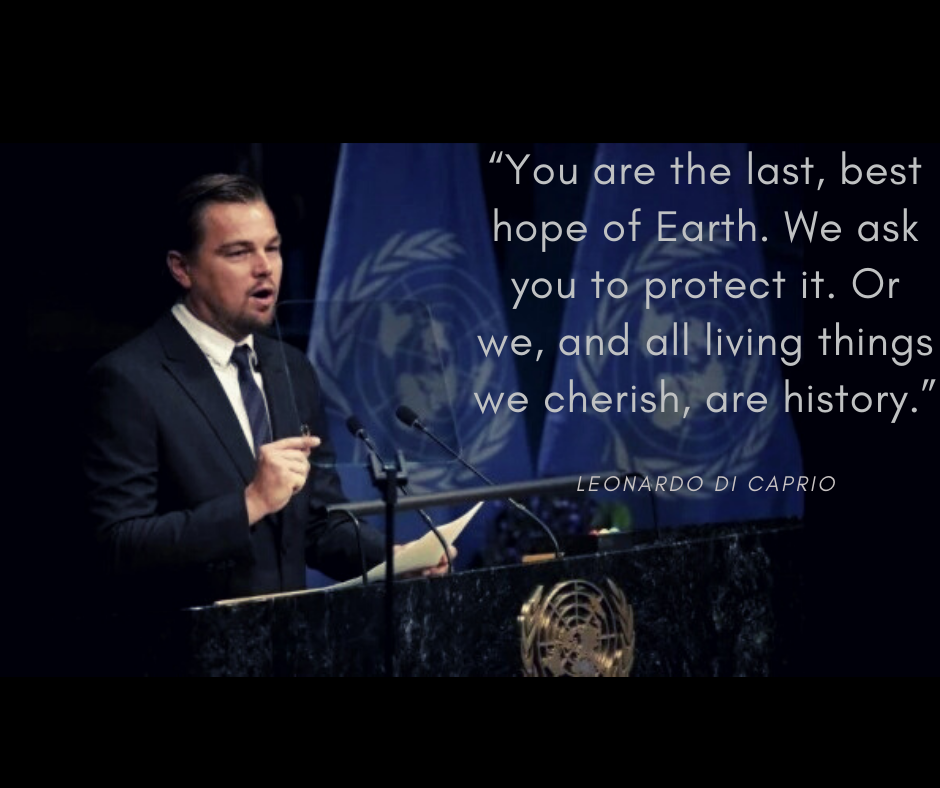 “You are the last, best
hope of Earth. We ask
you to protect it. Or
we, and all living things
we cherish, are history.”
LEONARDO DI CAPRIO